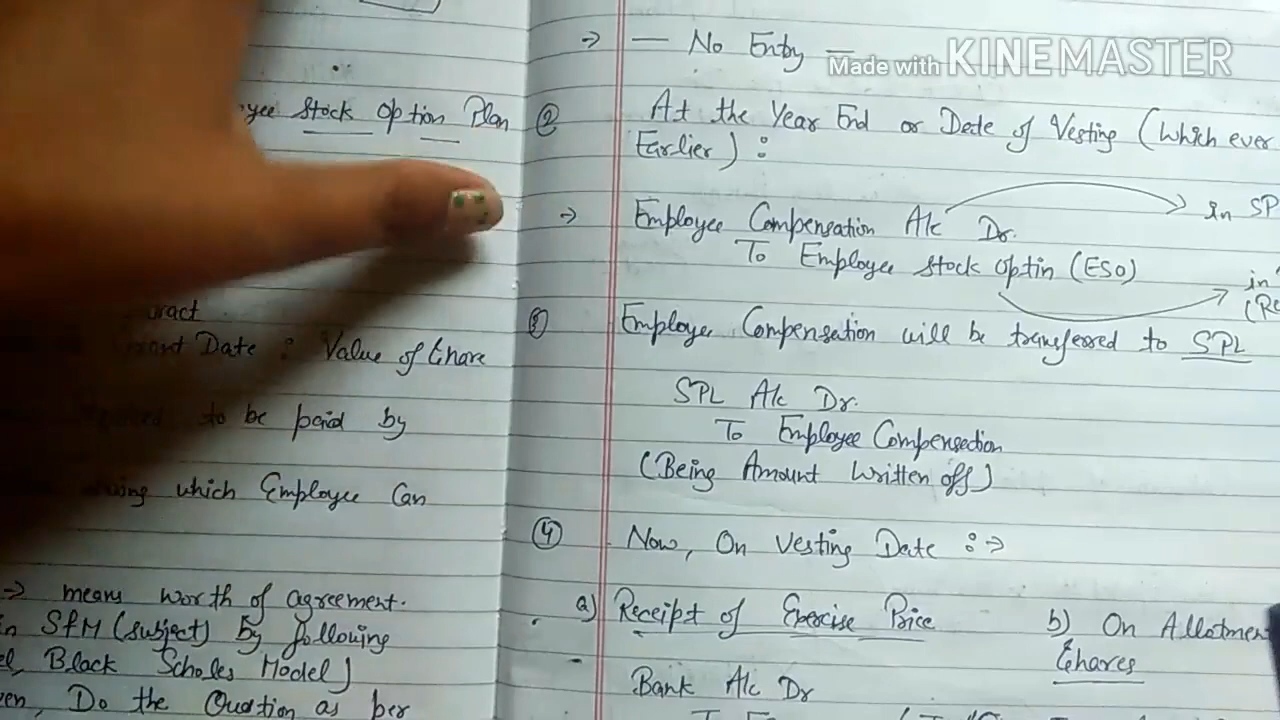 Stock Option Plan
Date : Value of Share
to be paid by
which Employee Can
→ means worth of agreement.
in SFM (subject) By following
Black Scholes Model)
Do the Question as per
→ — No Entry —
Made with KINEMASTER
② At the Year End or Date of Vesting (which ever
Earlier) :
→ Employee Compensation A/c Dr.
in SP
To Employee Stock Optin (ESO)
in
③ Employee Compensation will be transferred to SPL
SPL A/c Dr.
To Employee Compensation
(Being Amount Written off)
④ Now, On Vesting Date :→
a) Receipt of Exercise Price
b) On Allotmen
Shares
Bank A/c Dr